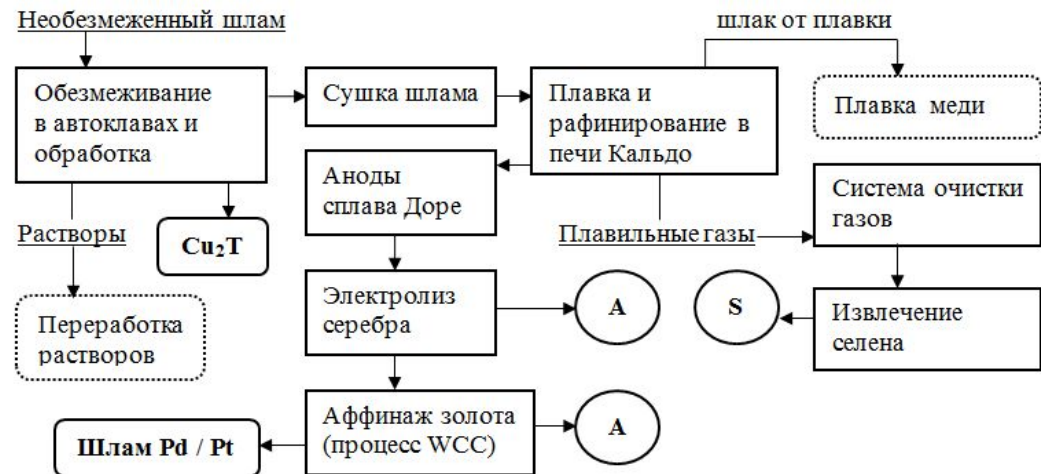 Необезмеженный шлам
шлак от плавки
Обезмеживание
в автоклавах и
обработка
Сушка шлама
Плавка и
рафинирование в
печи Кальдо
Плавка меди
Аноды
сплава Доре
Система очистки
газов
Растворы
Cu₂T
Плавильные газы
Переработка
растворов
Электролиз
серебра
A
S
Извлечение
селена
Шлам Pd / Pt
Аффинаж золота
(процесс WCC)
A